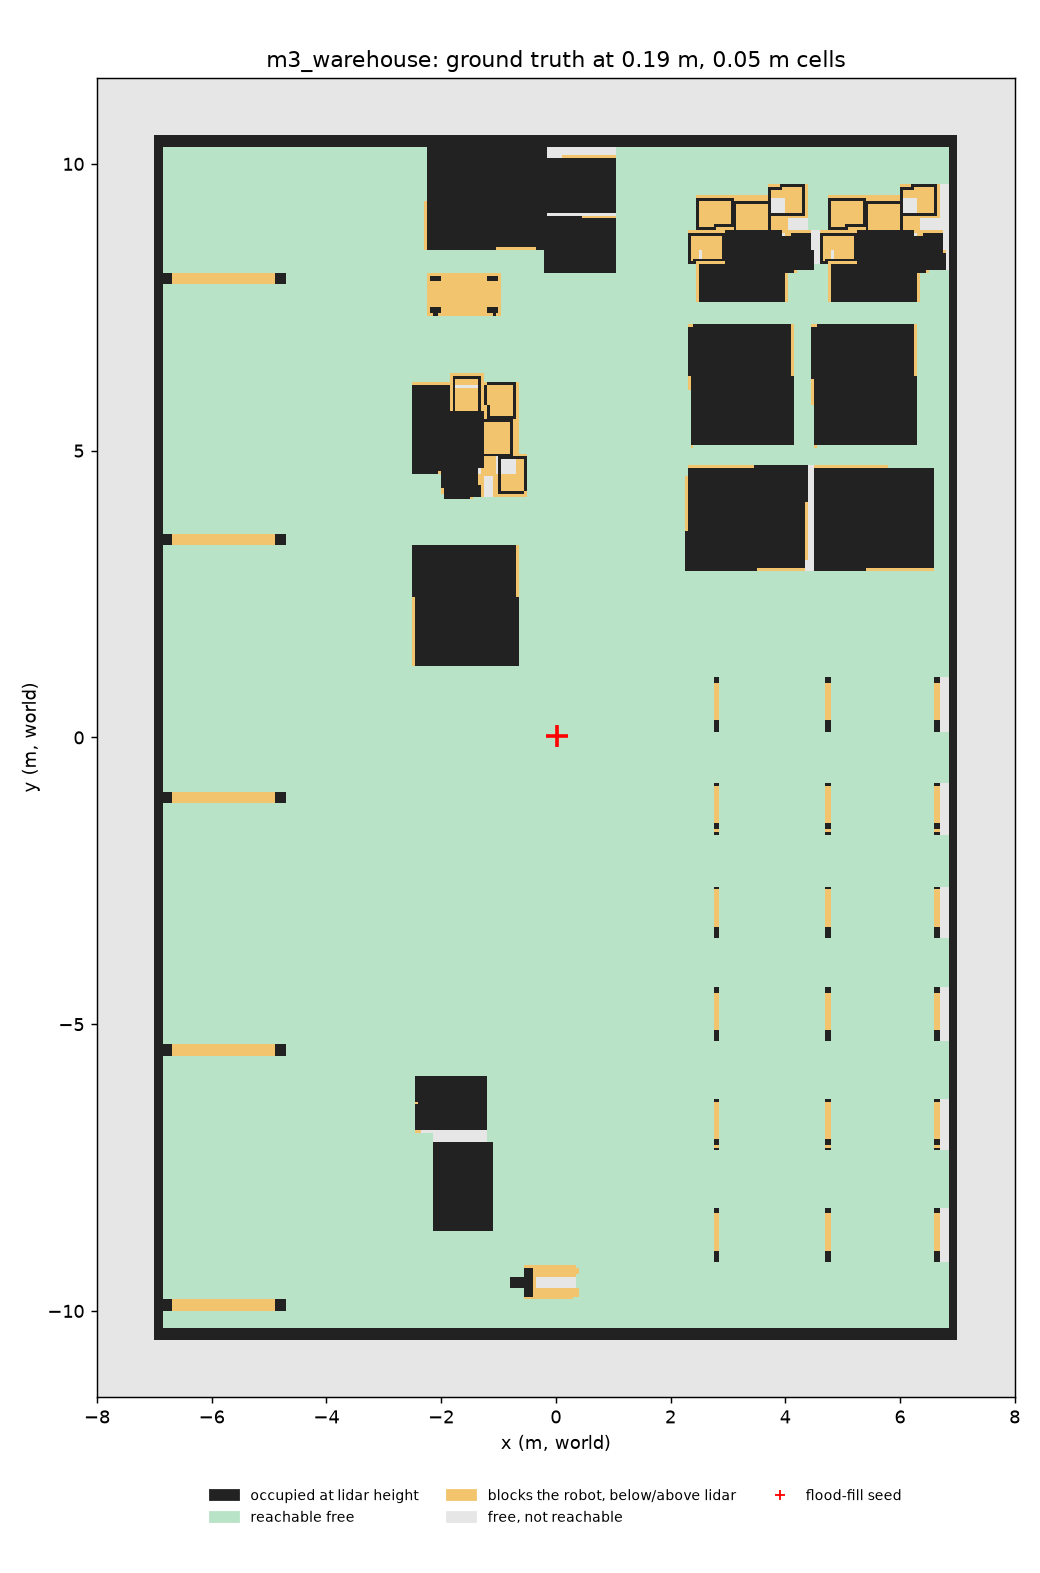 m3_warehouse: ground truth at 0.19 m, 0.05 m cells
10
5
0
−5
−10
y (m, world)
−8 −6 −4 −2 0 2 4 6 8
x (m, world)
occupied at lidar height blocks the robot, below/above lidar flood-fill seed
reachable free free, not reachable